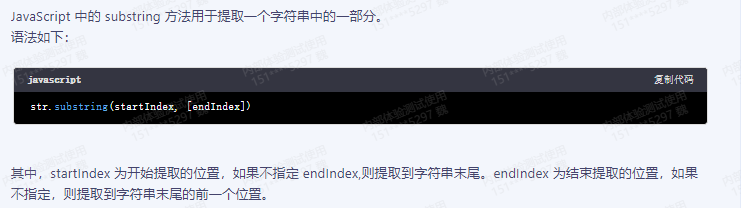 JavaScript 中的 substring 方法用于提取一个字符串中的一部分。
语法如下：
javascript
复制代码
str.substring(startIndex, [endIndex])
其中，startIndex 为开始提取的位置，如果不指定 endIndex,则提取到字符串末尾。endIndex 为结束提取的位置，如果
不指定，则提取到字符串末尾的前一个位置。